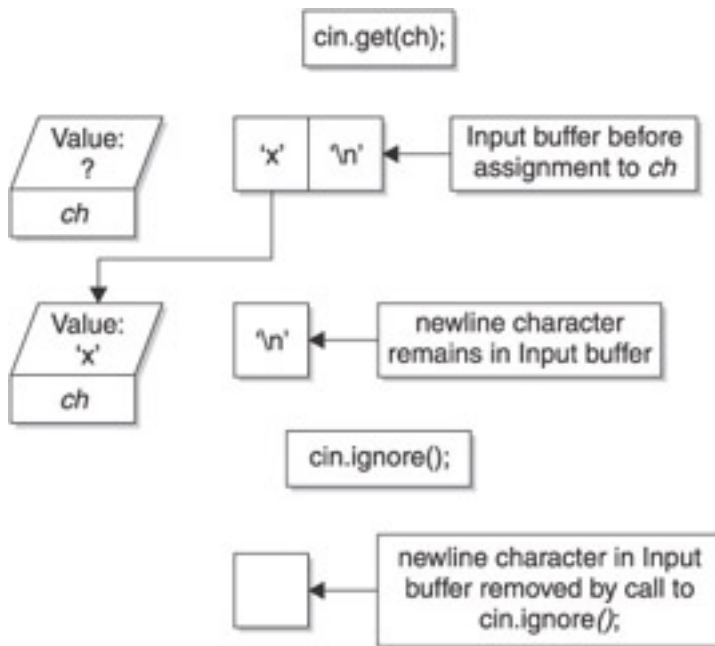 cin.get(ch);
Value:
?
ch
‘x’
‘\n’
Input buffer before
assignment to ch
Value:
‘x’
ch
‘\n’
newline character
remains in Input buffer
cin.ignore();
newline character in Input
buffer removed by call to
cin.ignore();